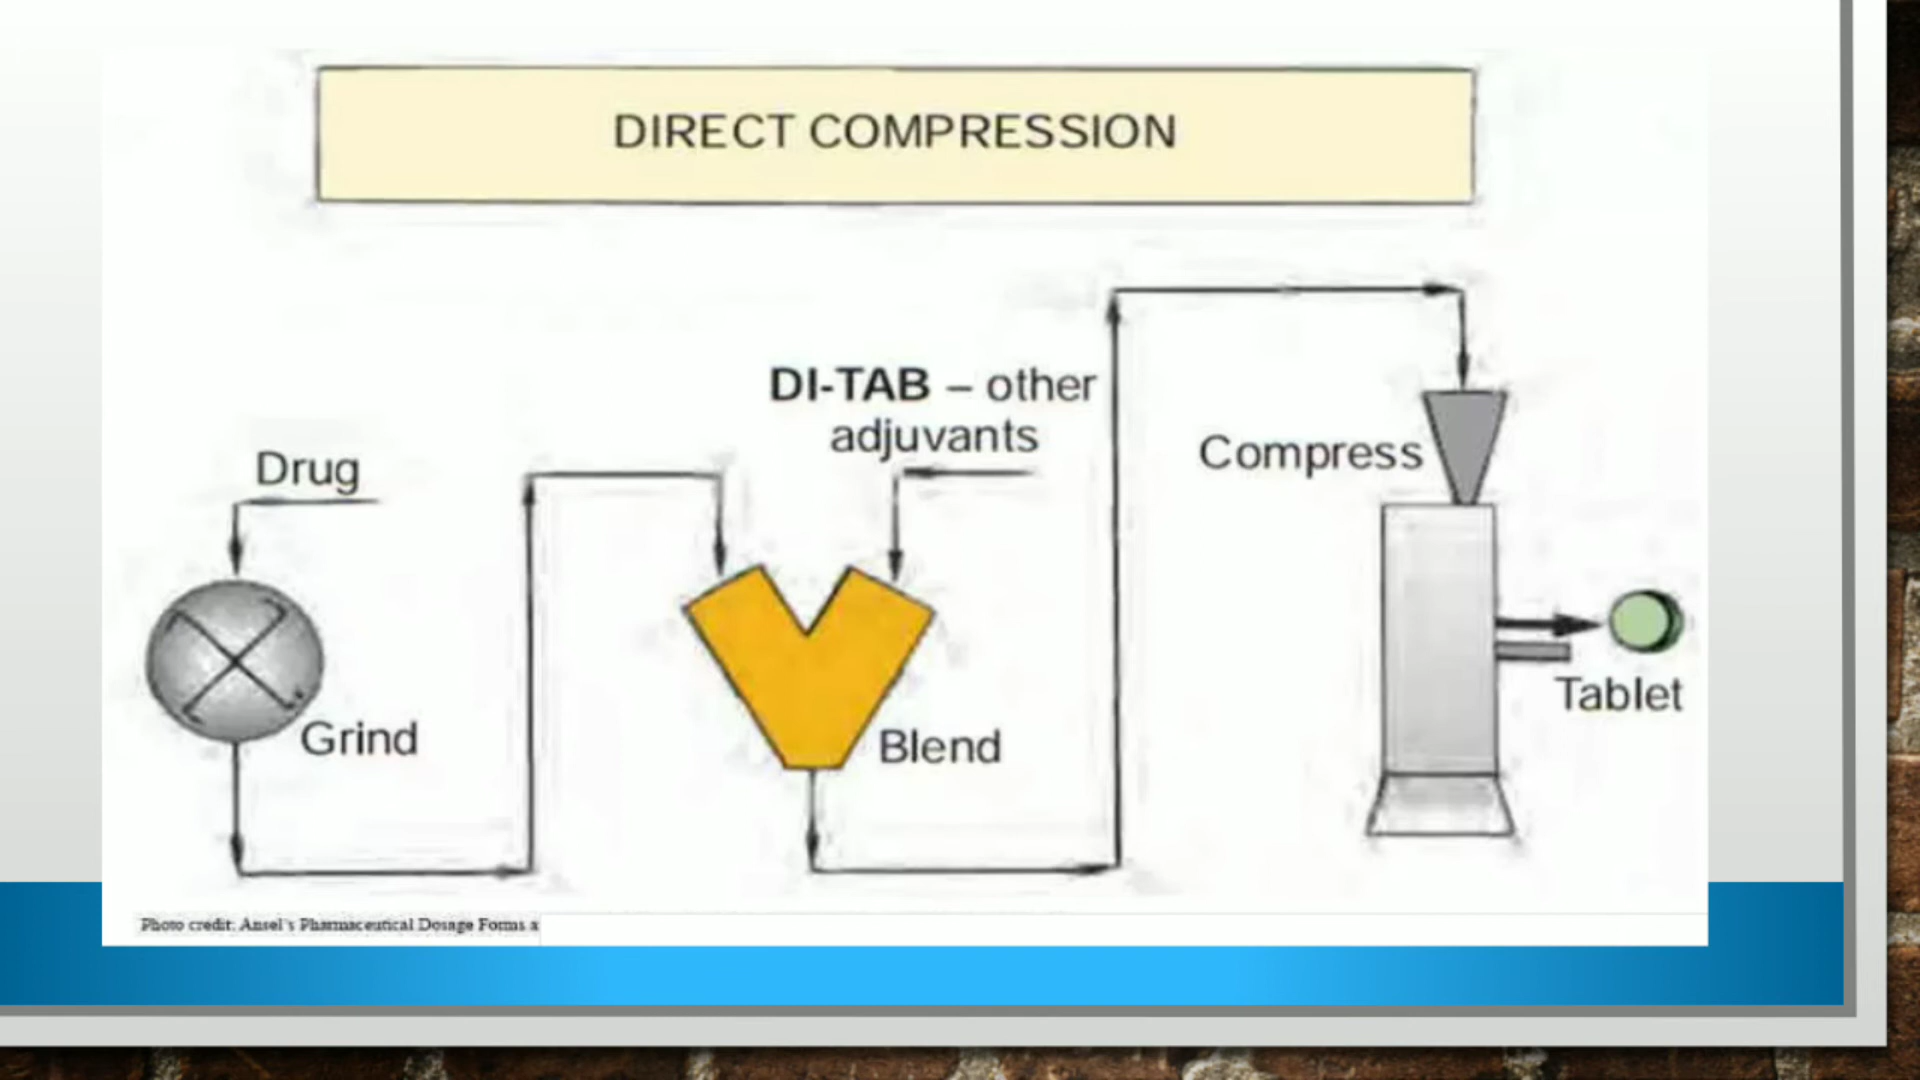 DIRECT COMPRESSION
DI-TAB – other
adjuvants
Drug
Compress
Grind
Blend
Tablet
Photo credit: Ansel's Pharmaceutical Dosage Forms a